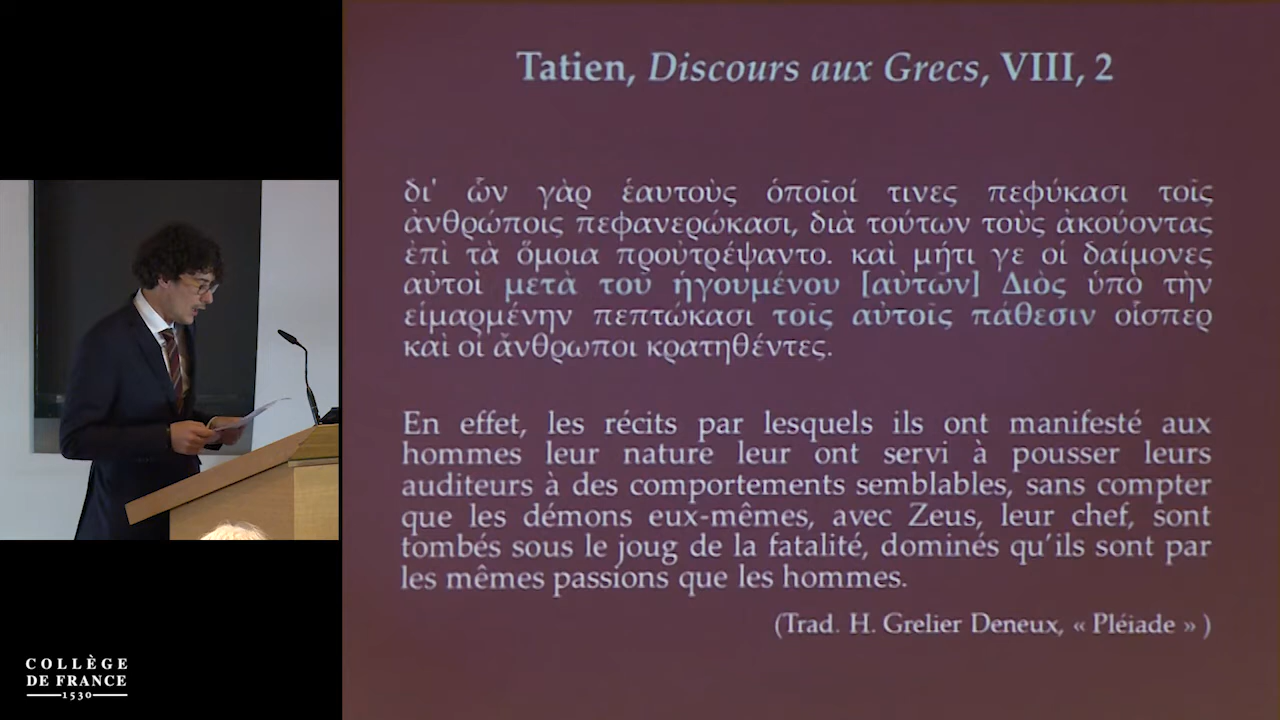 Tatien, Discours aux Grecs, VIII, 2
δι' ὧν γὰρ ἑαυτοὺς ὁποῖοί τινες πεφύκασι τοῖς
ἀνθρώποις πεφανερώκασι, διὰ τούτων τοὺς ἀκούοντας
ἐπὶ τὰ ὅμοια προὐτρέψαντο. καὶ μήτι γε οἱ δαίμονες
αὐτοὶ μετὰ τοῦ ἡγουμένου [αὐτῶν] Διὸς ὑπὸ τὴν
εἱμαρμένην πεπτώκασι τοῖς αὐτοῖς πάθεσιν οἷσπερ
καὶ οἱ ἄνθρωποι κρατηθέντες.
En effet, les récits par lesquels ils ont manifesté aux
hommes leur nature leur ont servi à pousser leurs
auditeurs à des comportements semblables, sans compter
que les démons eux-mêmes, avec Zeus, leur chef, sont
tombés sous le joug de la fatalité, dominés qu'ils sont par
les mêmes passions que les hommes.
(Trad. H. Grelier Deneux, « Pléiade » )
COLLÈGE
DE FRANCE
1530